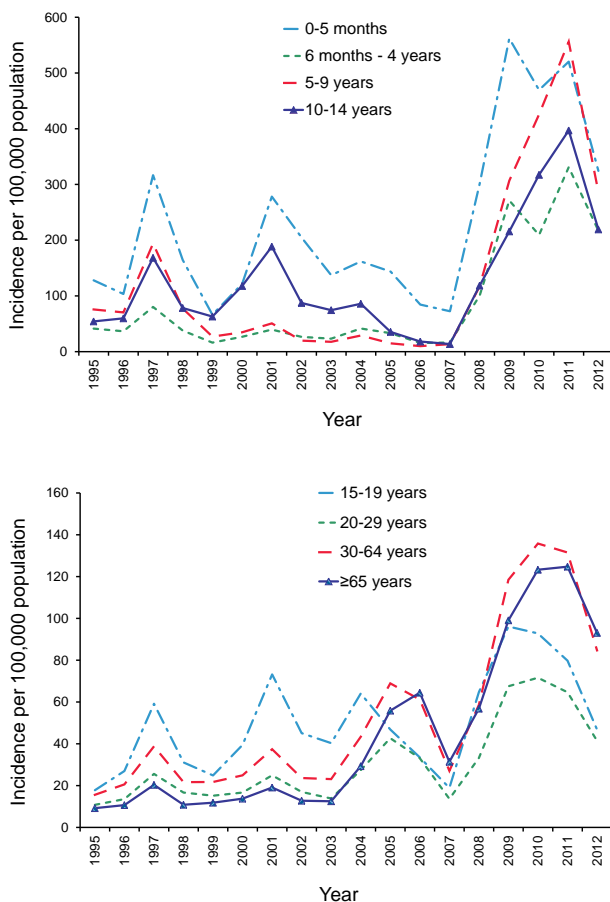 Incidence per 100,000 population
600
500
400
300
200
100
0
0-5 months
6 months - 4 years
5-9 years
10-14 years
1995 1996 1997 1998 1999 2000 2001 2002 2003 2004 2005 2006 2007 2008 2009 2010 2011 2012
Year
Incidence per 100,000 population
160
140
120
100
80
60
40
20
0
15-19 years
20-29 years
30-64 years
≥65 years
1995 1996 1997 1998 1999 2000 2001 2002 2003 2004 2005 2006 2007 2008 2009 2010 2011 2012
Year